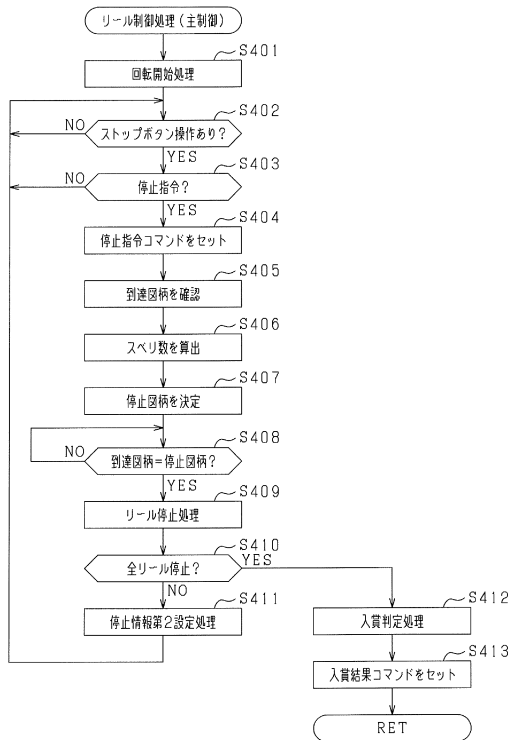 リール制御処理(主制御)
S401
回転開始処理
S402
NO
ストップボタン操作あり?
YES
S403
NO
停止指令?
YES
S404
停止指令コマンドをセット
S405
到達図柄を確認
S406
スベリ数を算出
S407
停止図柄を決定
S408
NO
到達図柄=停止図柄?
YES
S409
リール停止処理
S410
全リール停止?
YES
NO
S411
停止情報第2設定処理
S412
入賞判定処理
S413
入賞結果コマンドをセット
RET